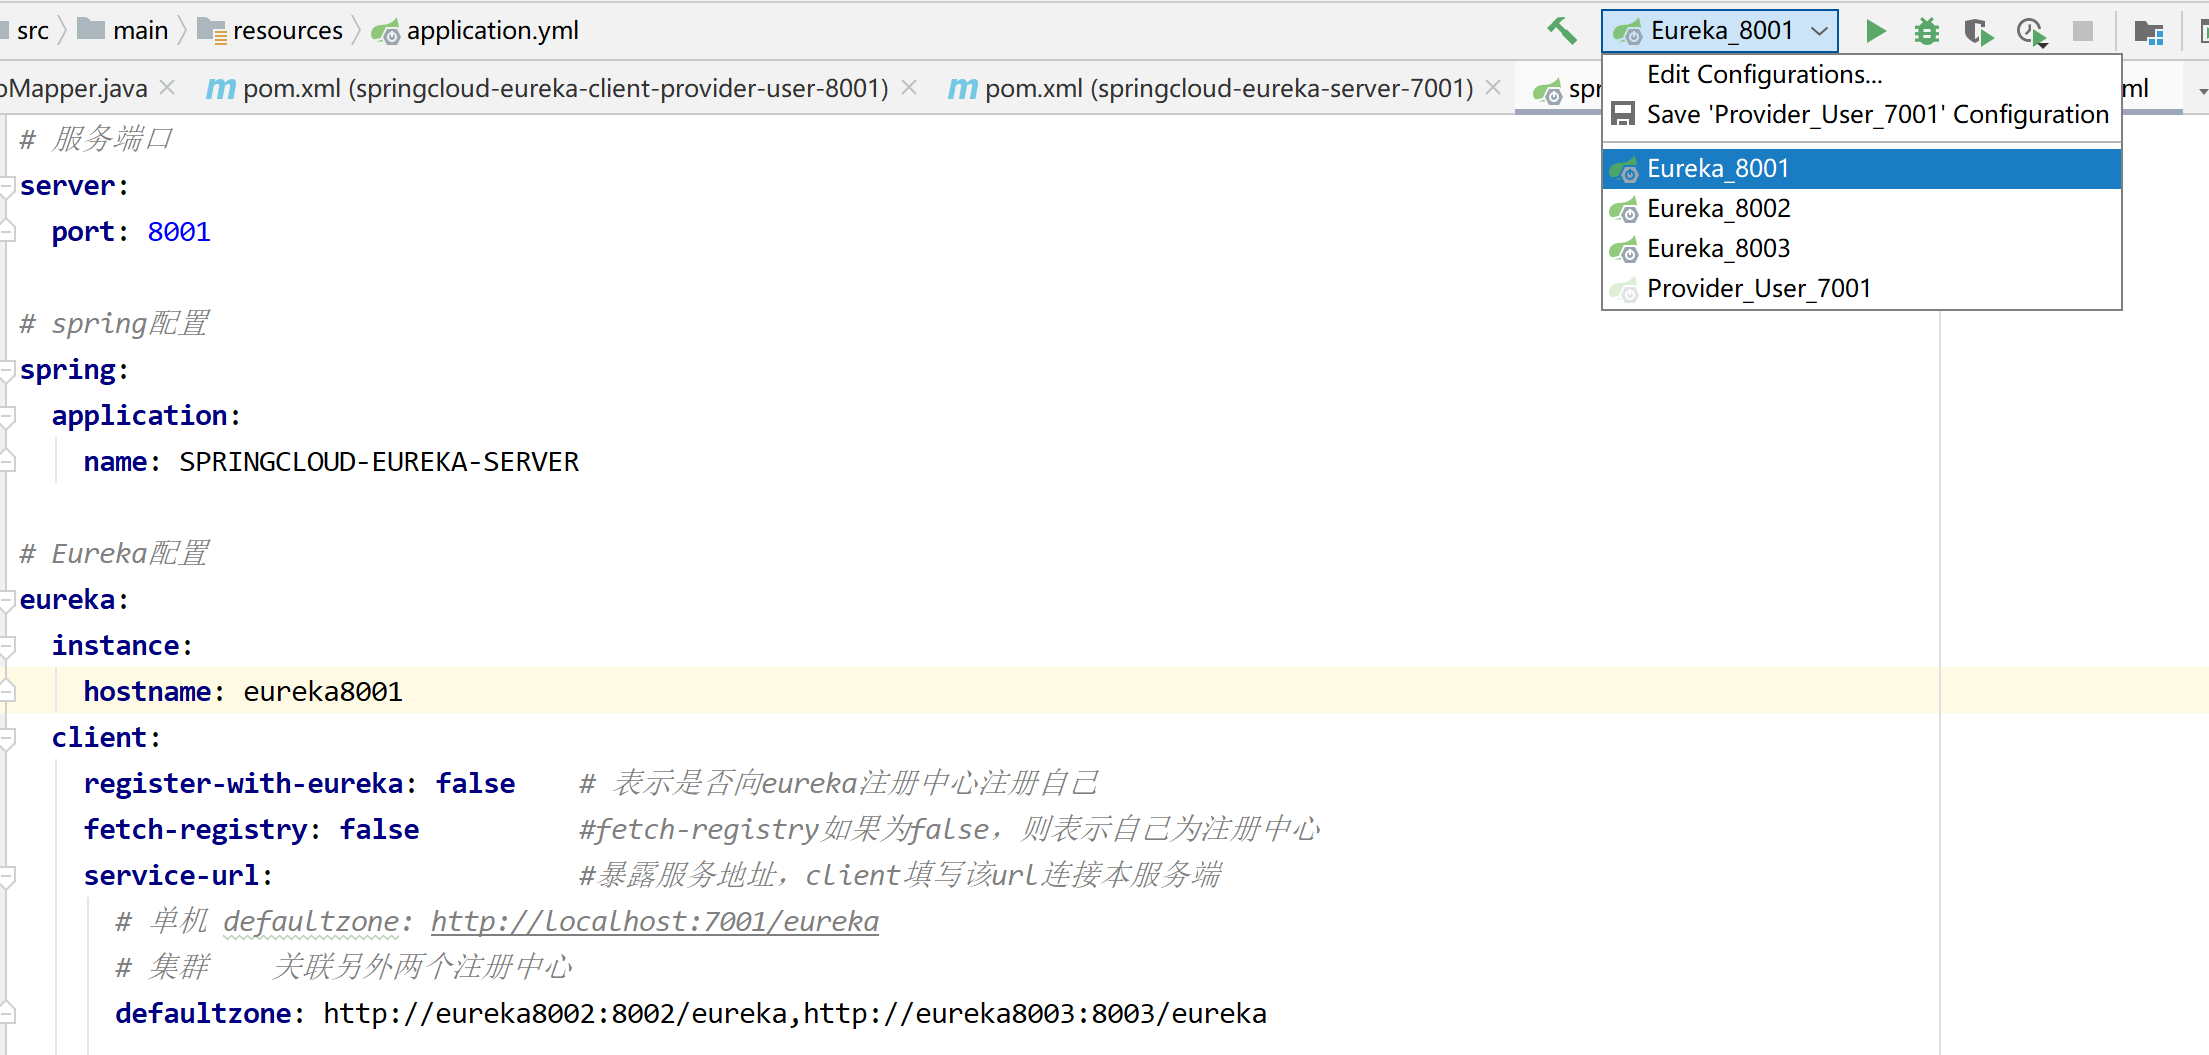 src main resources application.yml Eureka_8001
oMapper.java pom.xml (springcloud-eureka-client-provider-user-8001) pom.xml (springcloud-eureka-server-7001) spr ml
Edit Configurations...
Save 'Provider_User_7001' Configuration
Eureka_8001
Eureka_8002
Eureka_8003
Provider_User_7001
# 服务端口
server:
port: 8001
# spring配置
spring:
application:
name: SPRINGCLOUD-EUREKA-SERVER
# Eureka配置
eureka:
instance:
hostname: eureka8001
client:
register-with-eureka: false # 表示是否向eureka注册中心注册自己
fetch-registry: false #fetch-registry如果为false，则表示自己为注册中心
service-url: #暴露服务地址，client填写该url连接本服务端
# 单机 defaultzone: http://localhost:7001/eureka
# 集群 关联另外两个注册中心
defaultzone: http://eureka8002:8002/eureka,http://eureka8003:8003/eureka